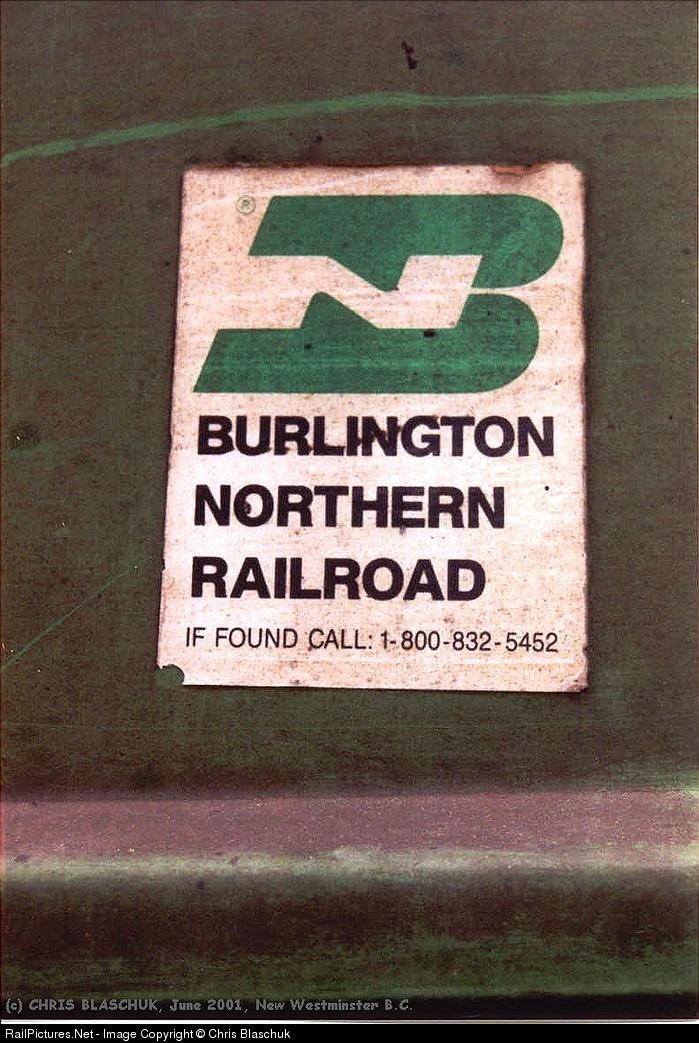 ®
BN
BURLINGTON
NORTHERN
RAILROAD
IF FOUND CALL: 1-800-832-5452
(c) CHRIS BLASCHUK, June 2001, New Westminster B.C.
RailPictures.Net - Image Copyright © Chris Blaschuk